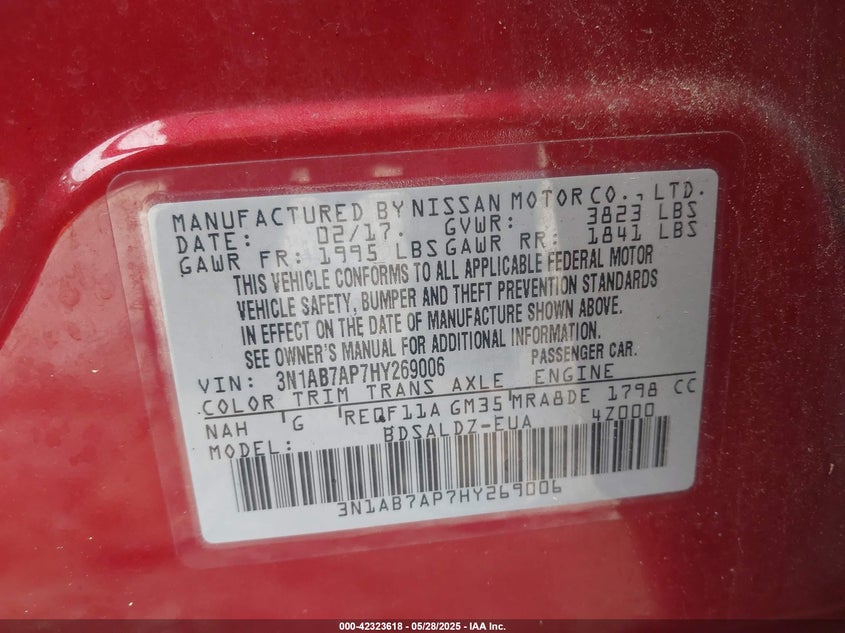 MANUFACTURED BY NISSAN MOTOR CO., LTD.
DATE: 02/17. GVWR: 3823 LBS
GAWR FR: 1995 LBS GAWR RR: 1841 LBS
THIS VEHICLE CONFORMS TO ALL APPLICABLE FEDERAL MOTOR
VEHICLE SAFETY, BUMPER AND THEFT PREVENTION STANDARDS
IN EFFECT ON THE DATE OF MANUFACTURE SHOWN ABOVE.
SEE OWNER'S MANUAL FOR ADDITIONAL INFORMATION.
VIN: 3N1AB7AP7HY269006 PASSENGER CAR.
COLOR TRIM TRANS AXLE ENGINE
NAH G REOF11A GM35 MRA8DE 1798 CC
MODEL: BDSALDZ-EUA 4Z000
3N1AB7AP7HY269006
000-42323618 - 05/28/2025 - IAA Inc.